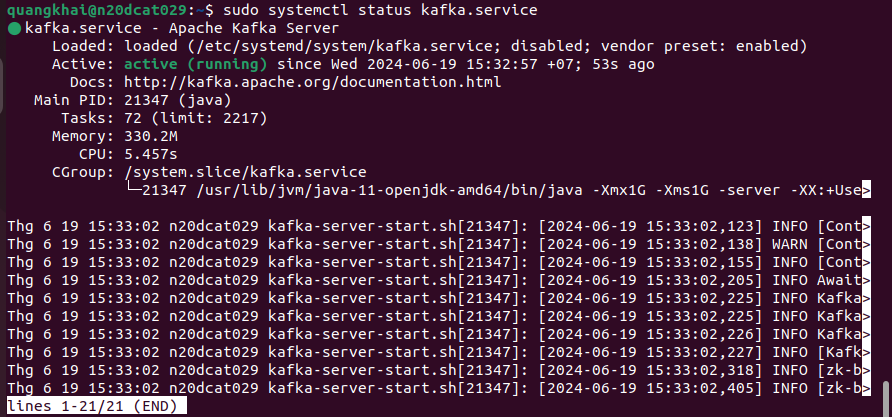 quangkhai@n20dcat029:~$ sudo systemctl status kafka.service
● kafka.service - Apache Kafka Server
Loaded: loaded (/etc/systemd/system/kafka.service; disabled; vendor preset: enabled)
Active: active (running) since Wed 2024-06-19 15:32:57 +07; 53s ago
Docs: http://kafka.apache.org/documentation.html
Main PID: 21347 (java)
Tasks: 72 (limit: 2217)
Memory: 330.2M
CPU: 5.457s
CGroup: /system.slice/kafka.service
└─21347 /usr/lib/jvm/java-11-openjdk-amd64/bin/java -Xmx1G -Xms1G -server -XX:+Use>
Thg 6 19 15:33:02 n20dcat029 kafka-server-start.sh[21347]: [2024-06-19 15:33:02,123] INFO [Cont>
Thg 6 19 15:33:02 n20dcat029 kafka-server-start.sh[21347]: [2024-06-19 15:33:02,138] WARN [Cont>
Thg 6 19 15:33:02 n20dcat029 kafka-server-start.sh[21347]: [2024-06-19 15:33:02,155] INFO [Cont>
Thg 6 19 15:33:02 n20dcat029 kafka-server-start.sh[21347]: [2024-06-19 15:33:02,205] INFO Await>
Thg 6 19 15:33:02 n20dcat029 kafka-server-start.sh[21347]: [2024-06-19 15:33:02,225] INFO Kafka>
Thg 6 19 15:33:02 n20dcat029 kafka-server-start.sh[21347]: [2024-06-19 15:33:02,225] INFO Kafka>
Thg 6 19 15:33:02 n20dcat029 kafka-server-start.sh[21347]: [2024-06-19 15:33:02,226] INFO Kafka>
Thg 6 19 15:33:02 n20dcat029 kafka-server-start.sh[21347]: [2024-06-19 15:33:02,227] INFO [Kafk>
Thg 6 19 15:33:02 n20dcat029 kafka-server-start.sh[21347]: [2024-06-19 15:33:02,318] INFO [zk-b>
Thg 6 19 15:33:02 n20dcat029 kafka-server-start.sh[21347]: [2024-06-19 15:33:02,405] INFO [zk-b>
lines 1-21/21 (END)